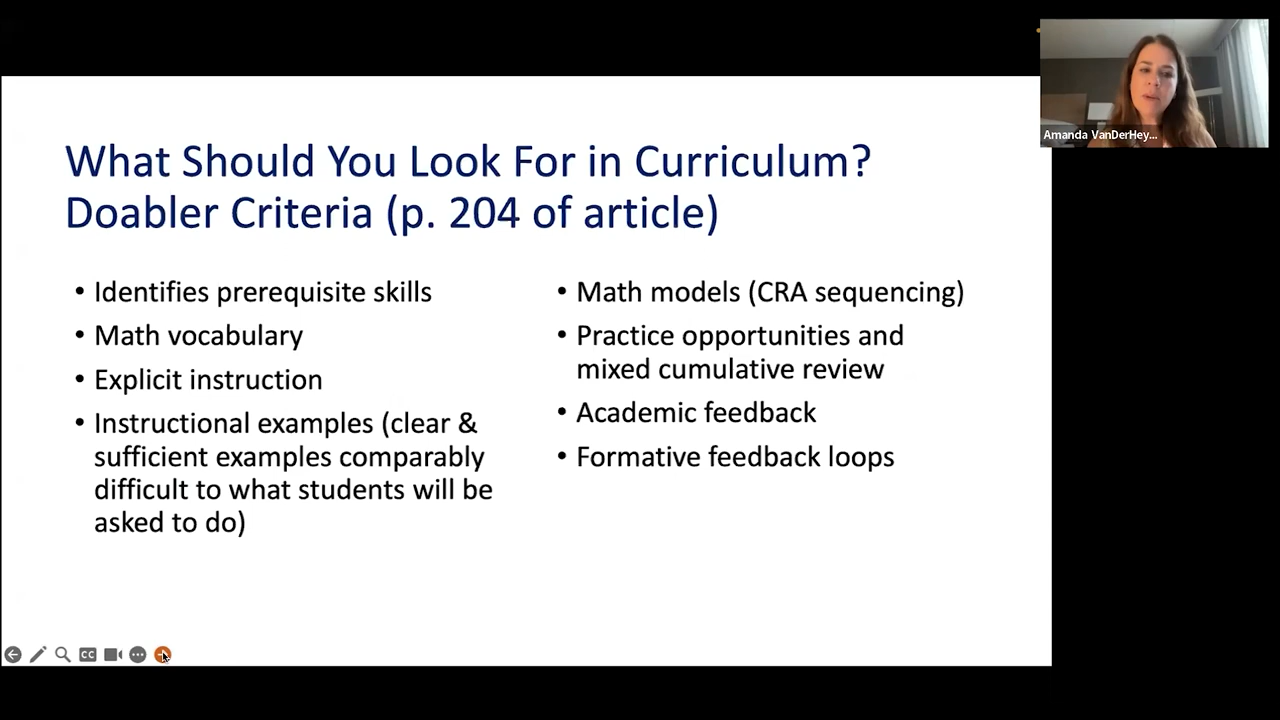 What Should You Look For in Curriculum?
Doabler Criteria (p. 204 of article)
• Identifies prerequisite skills
• Math vocabulary
• Explicit instruction
• Instructional examples (clear &
sufficient examples comparably
difficult to what students will be
asked to do)
• Math models (CRA sequencing)
• Practice opportunities and
mixed cumulative review
• Academic feedback
• Formative feedback loops
Amanda VanDerHey...
CC